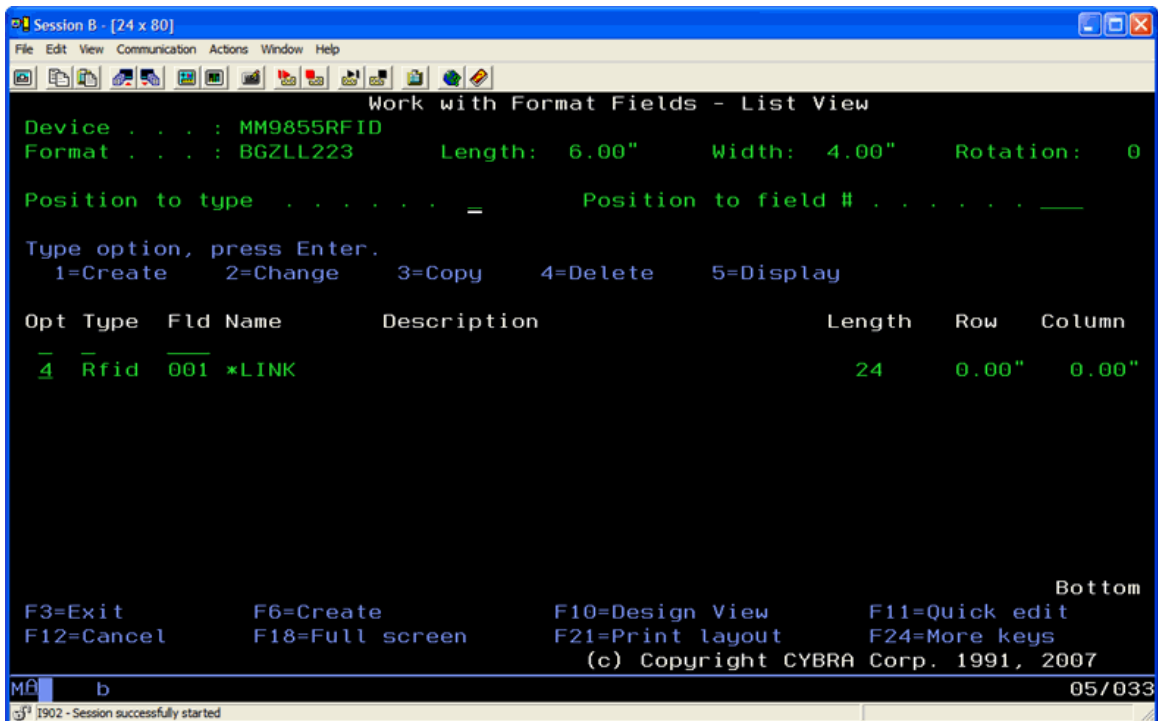 Session B - [24 x 80]
File Edit View Communication Actions Window Help
Work with Format Fields - List View
Device . . . : MM9855RFID
Format . . . : BGZLL223 Length: 6.00" Width: 4.00" Rotation: 0
Position to type . . . . . . _ Position to field # . . . . . . ___
Type option, press Enter.
1=Create 2=Change 3=Copy 4=Delete 5=Display
Opt Type Fld Name Description Length Row Column
_ _ ___
4 Rfid 001 *LINK 24 0.00" 0.00"
Bottom
F3=Exit F6=Create F10=Design View F11=Quick edit
F12=Cancel F18=Full screen F21=Print layout F24=More keys
(c) Copyright CYBRA Corp. 1991, 2007
MA b 05/033
I902 - Session successfully started